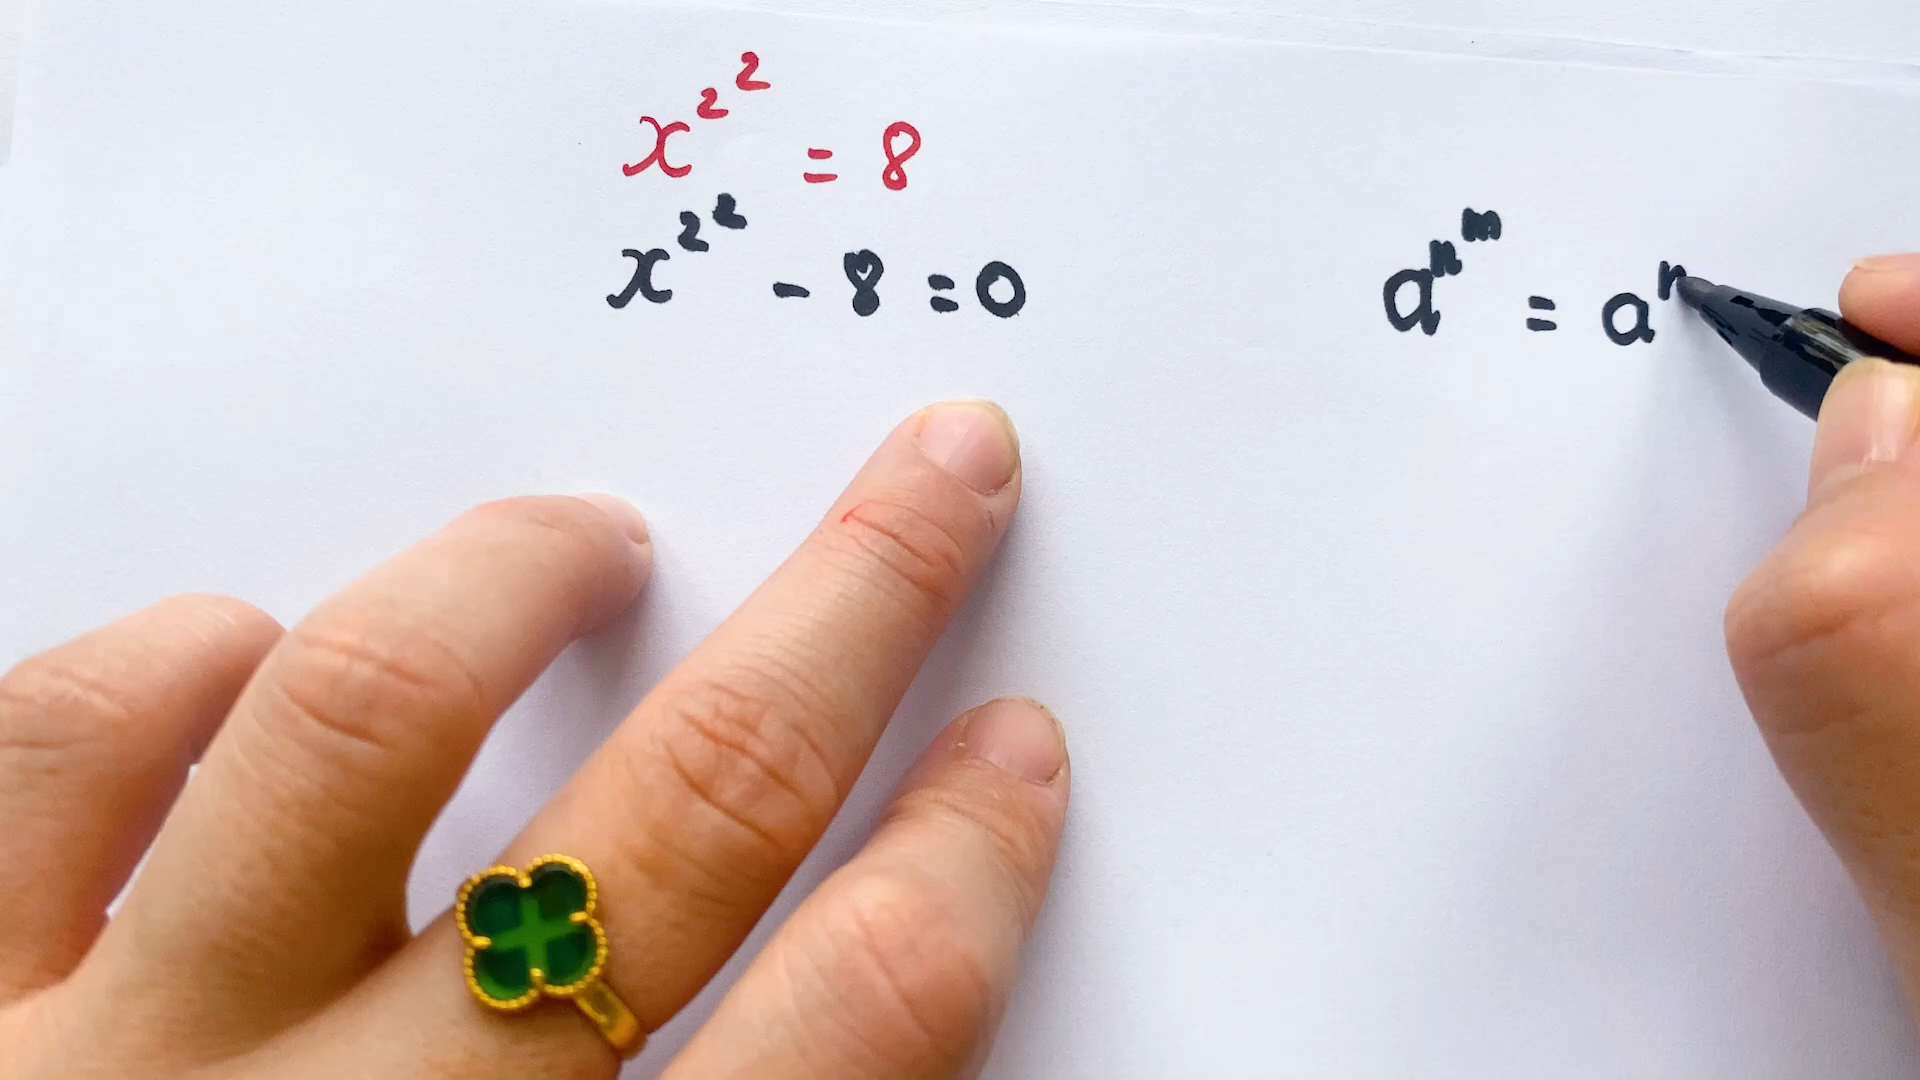 x^{2^2} = 8
x^{2^2} - 8 = 0
a^{n^m} = a^n